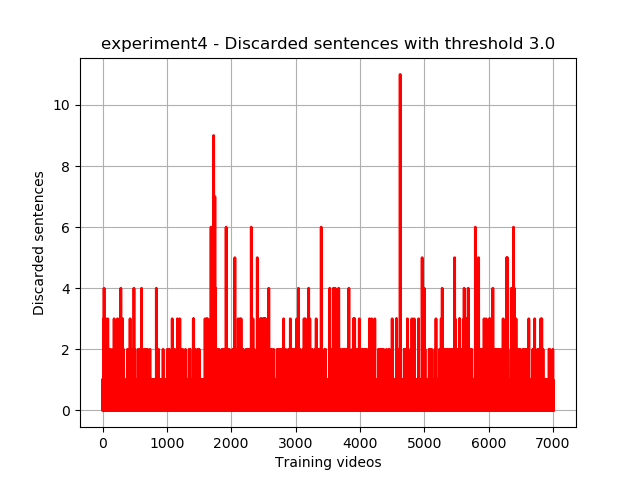 experiment4 - Discarded sentences with threshold 3.0
10
8
6
4
2
0
Discarded sentences
0 1000 2000 3000 4000 5000 6000 7000
Training videos